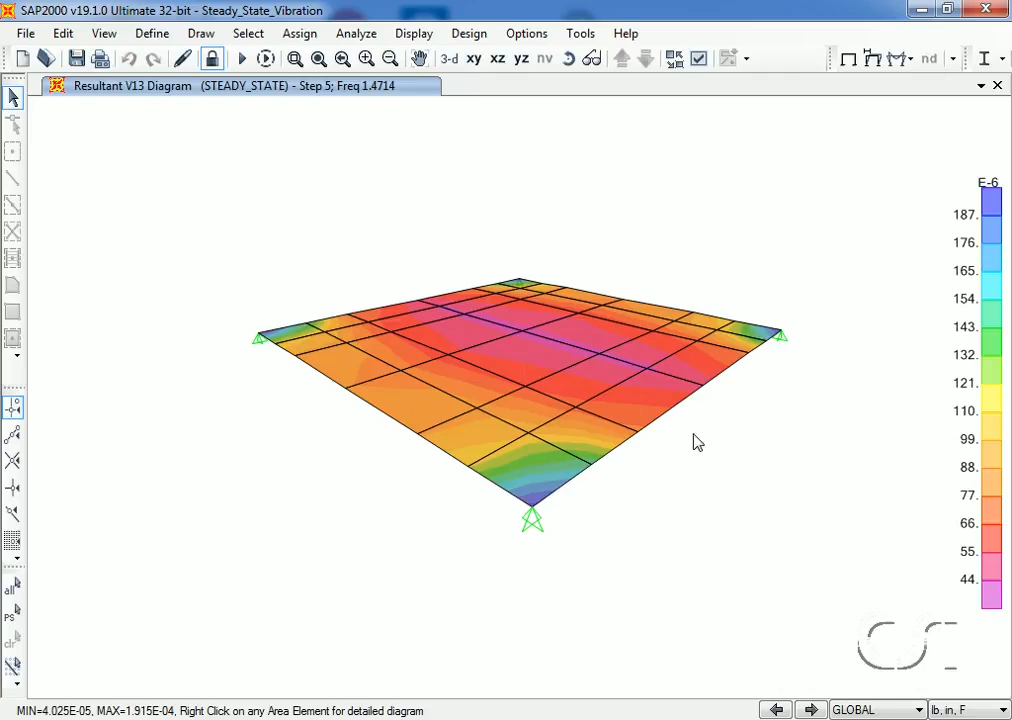 SAP2000 v19.1.0 Ultimate 32-bit - Steady_State_Vibration
File Edit View Define Draw Select Assign Analyze Display Design Options Tools Help
3-d xy xz yz nv nd
Resultant V13 Diagram (STEADY_STATE) - Step 5; Freq 1.4714
E-6
187.
176.
165.
154.
143.
132.
121.
110.
99.
88.
77.
66.
55.
44.
all
PS
clr
CSI
MIN=4.025E-05, MAX=1.915E-04, Right Click on any Area Element for detailed diagram
GLOBAL
lb, in, F